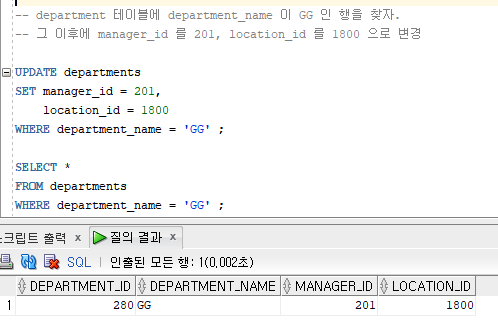 -- department 테이블에 department_name 이 GG 인 행을 찾자.
-- 그 이후에 manager_id 를 201, location_id 를 1800 으로 변경
UPDATE departments
SET manager_id = 201,
location_id = 1800
WHERE department_name = 'GG' ;
SELECT *
FROM departments
WHERE department_name = 'GG' ;
스크립트 출력 x 질의 결과 x
SQL | 인출된 모든 행: 1(0,002초)
DEPARTMENT_ID DEPARTMENT_NAME MANAGER_ID LOCATION_ID
1 280 GG 201 1800